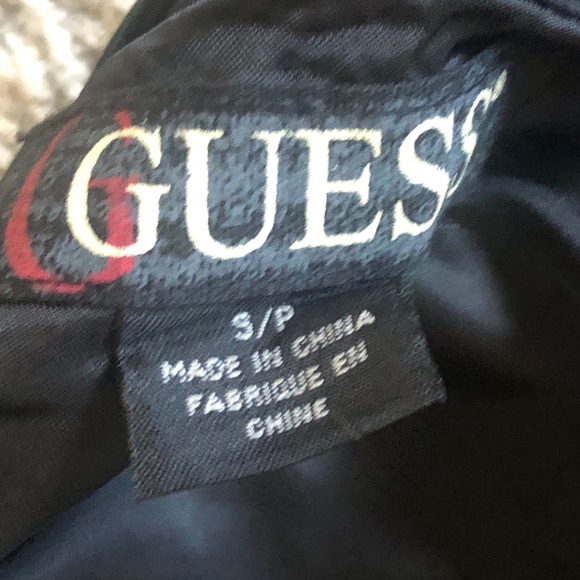 G GUESS
S/P
MADE IN CHINA
FABRIQUE EN
CHINE